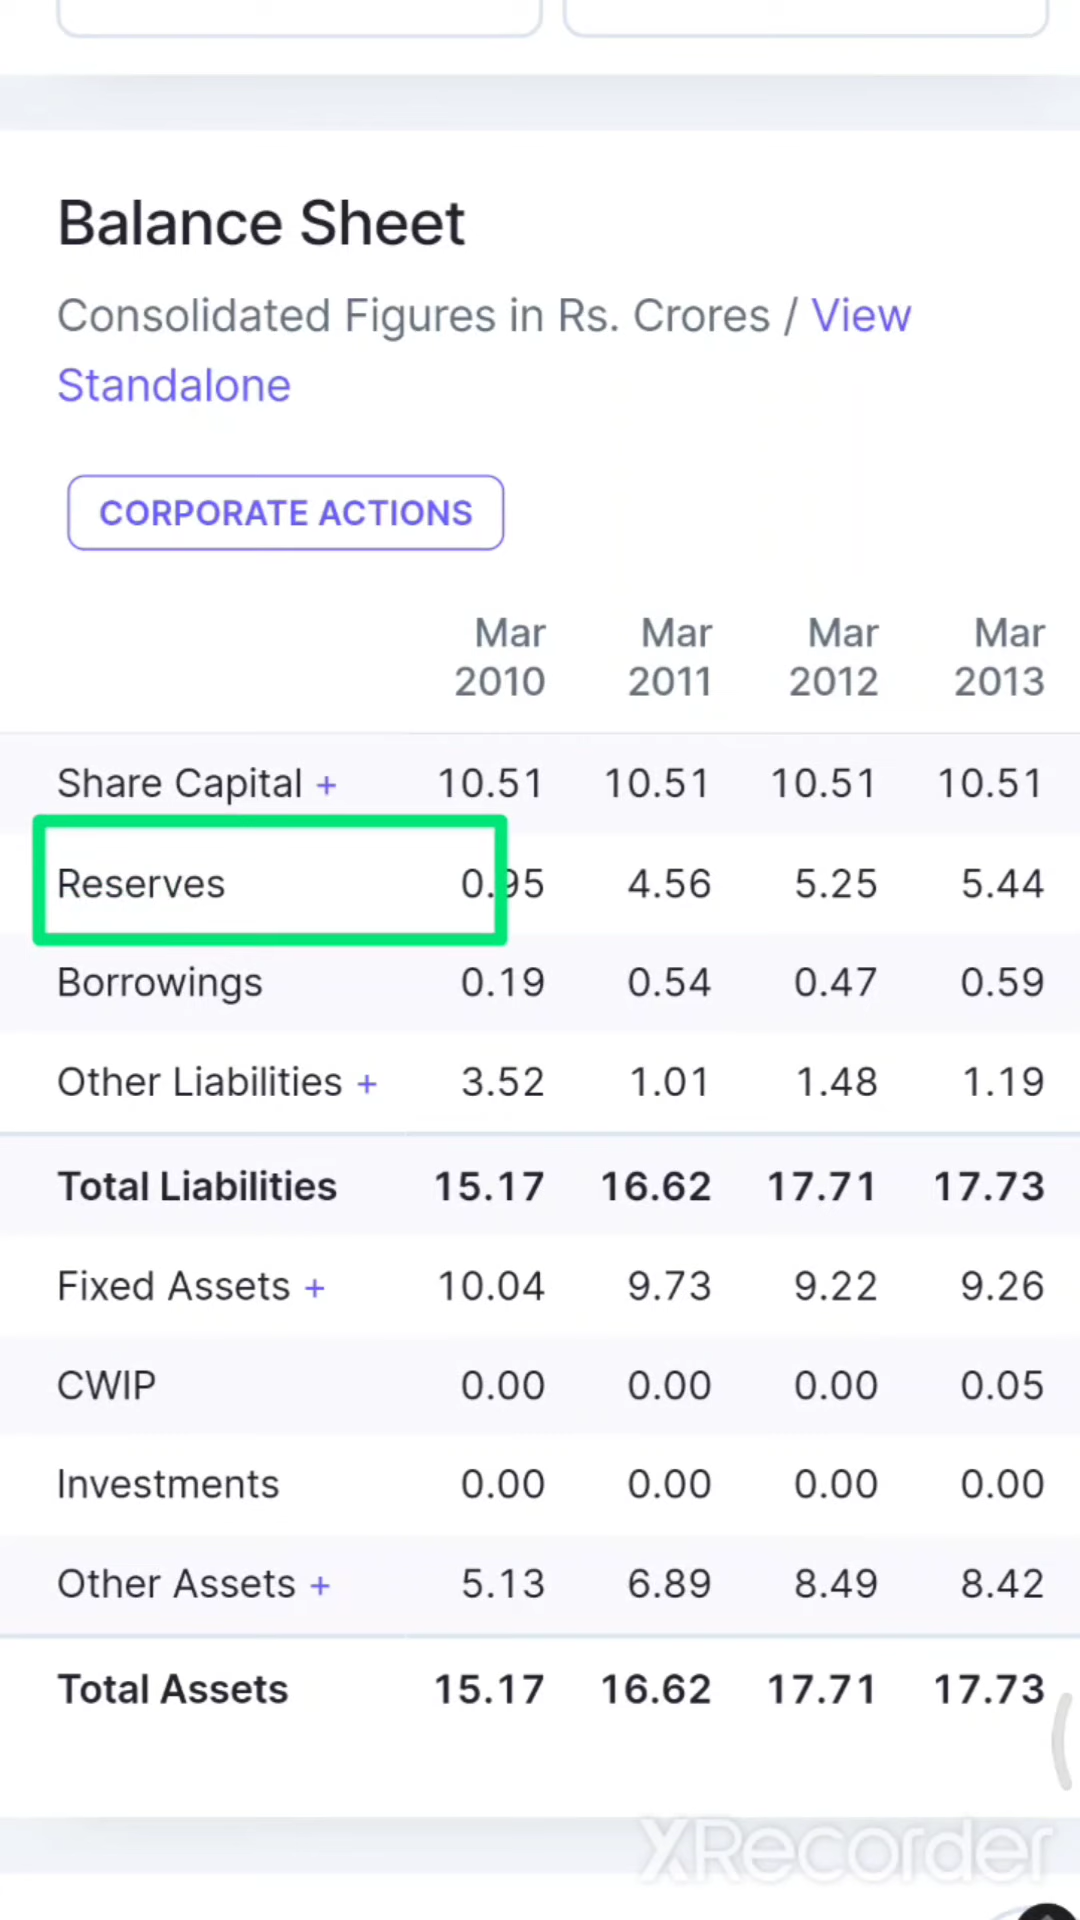 Balance Sheet
Consolidated Figures in Rs. Crores / View
Standalone
CORPORATE ACTIONS
Mar 2010 Mar 2011 Mar 2012 Mar 2013
Share Capital + 10.51 10.51 10.51 10.51
Reserves 0.95 4.56 5.25 5.44
Borrowings 0.19 0.54 0.47 0.59
Other Liabilities + 3.52 1.01 1.48 1.19
Total Liabilities 15.17 16.62 17.71 17.73
Fixed Assets + 10.04 9.73 9.22 9.26
CWIP 0.00 0.00 0.00 0.05
Investments 0.00 0.00 0.00 0.00
Other Assets + 5.13 6.89 8.49 8.42
Total Assets 15.17 16.62 17.71 17.73
XRecorder